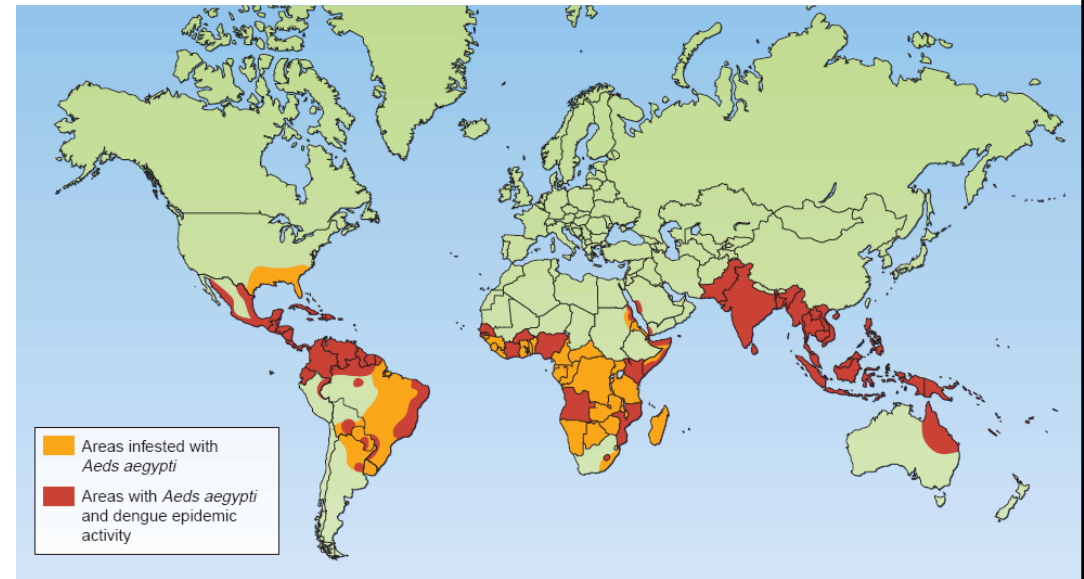 Areas infested with
Aeds aegypti
Areas with Aeds aegypti
and dengue epidemic
activity